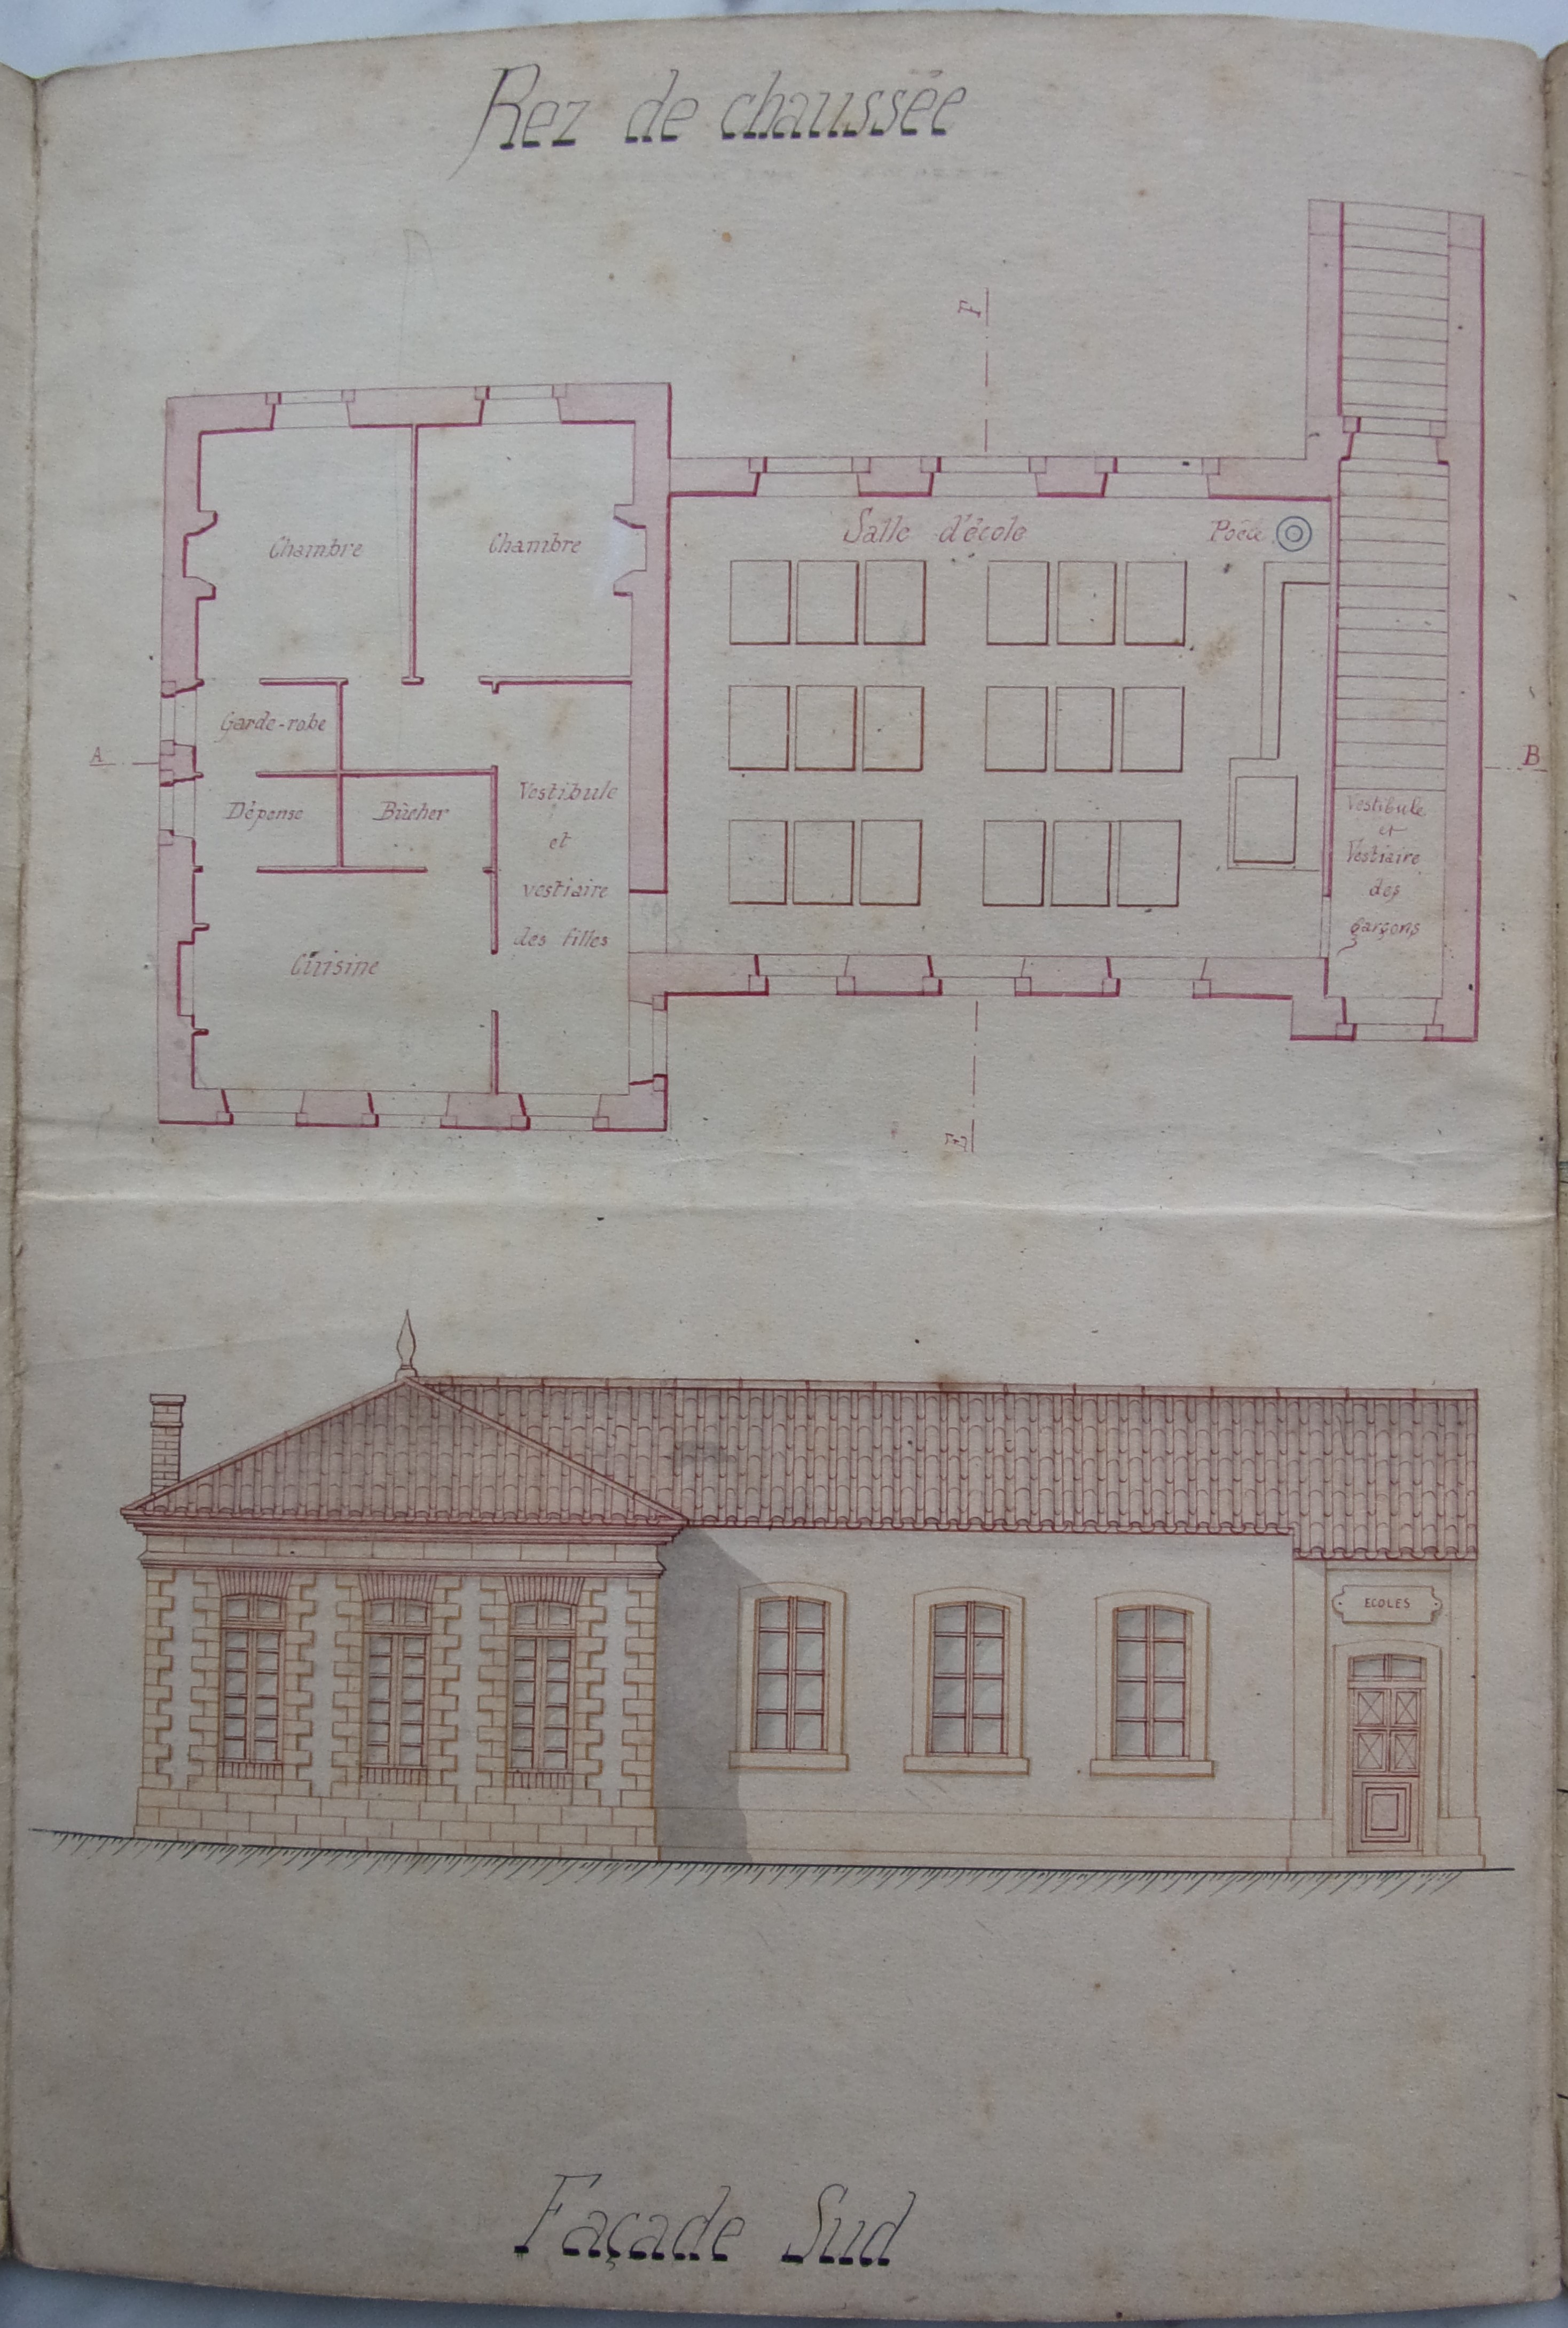 Rez de chaussée
F
Salle d'école
Poële
Chambre
Chambre
Garde-robe
A
B
Dépense
Bûcher
Vestibule
et
vestiaire
des filles
Vestibule
et
Vestiaire
des
garçons
Cuisine
E
ECOLES
Façade Sud